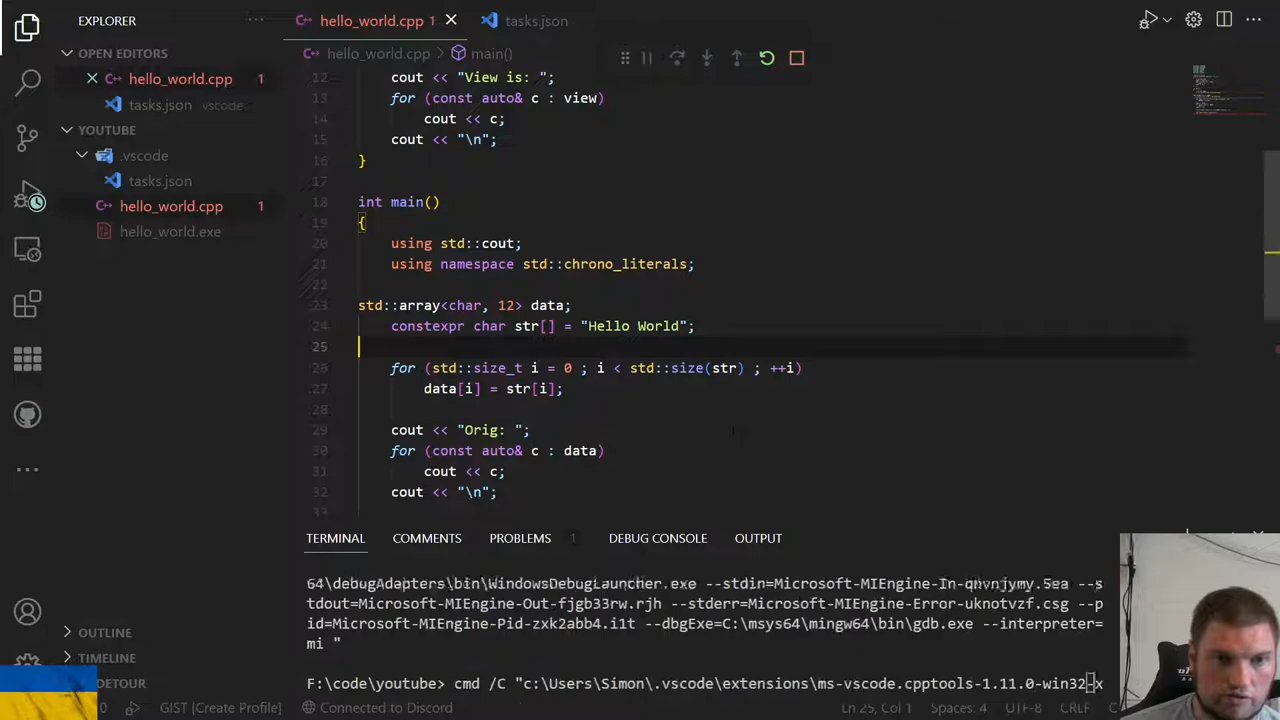 EXPLORER
hello_world.cpp 1
tasks.json
OPEN EDITORS
hello_world.cpp 1
tasks.json vscode
YOUTUBE
.vscode
tasks.json
hello_world.cpp 1
hello_world.exe
OUTLINE
TIMELINE
DETOUR
hello_world.cpp > main()
12 cout << "View is: ";
13 for (const auto& c : view)
14 cout << c;
15 cout << "\n";
16 }
17
18 int main()
19 {
20 using std::cout;
21 using namespace std::chrono_literals;
22
23 std::array<char, 12> data;
24 constexpr char str[] = "Hello World";
25
26 for (std::size_t i = 0 ; i < std::size(str) ; ++i)
27 data[i] = str[i];
28
29 cout << "Orig: ";
30 for (const auto& c : data)
31 cout << c;
32 cout << "\n";
33
TERMINAL COMMENTS PROBLEMS 1 DEBUG CONSOLE OUTPUT
64\debugAdapters\bin\WindowsDebugLauncher.exe --stdin=Microsoft-MIEngine-In-qhynjymy.5ea --s
tdout=Microsoft-MIEngine-Out-fjgb33rw.rjh --stderr=Microsoft-MIEngine-Error-uknotvzf.csg --p
id=Microsoft-MIEngine-Pid-zxk2abb4.i1t --dbgExe=C:\msys64\mingw64\bin\gdb.exe --interpreter=
mi "
F:\code\youtube> cmd /C "c:\Users\Simon\.vscode\extensions\ms-vscode.cpptools-1.11.0-win32-x
0 GIST [Create Profile] Connected to Discord Ln 25, Col 1 Spaces: 4 UTF-8 CRLF